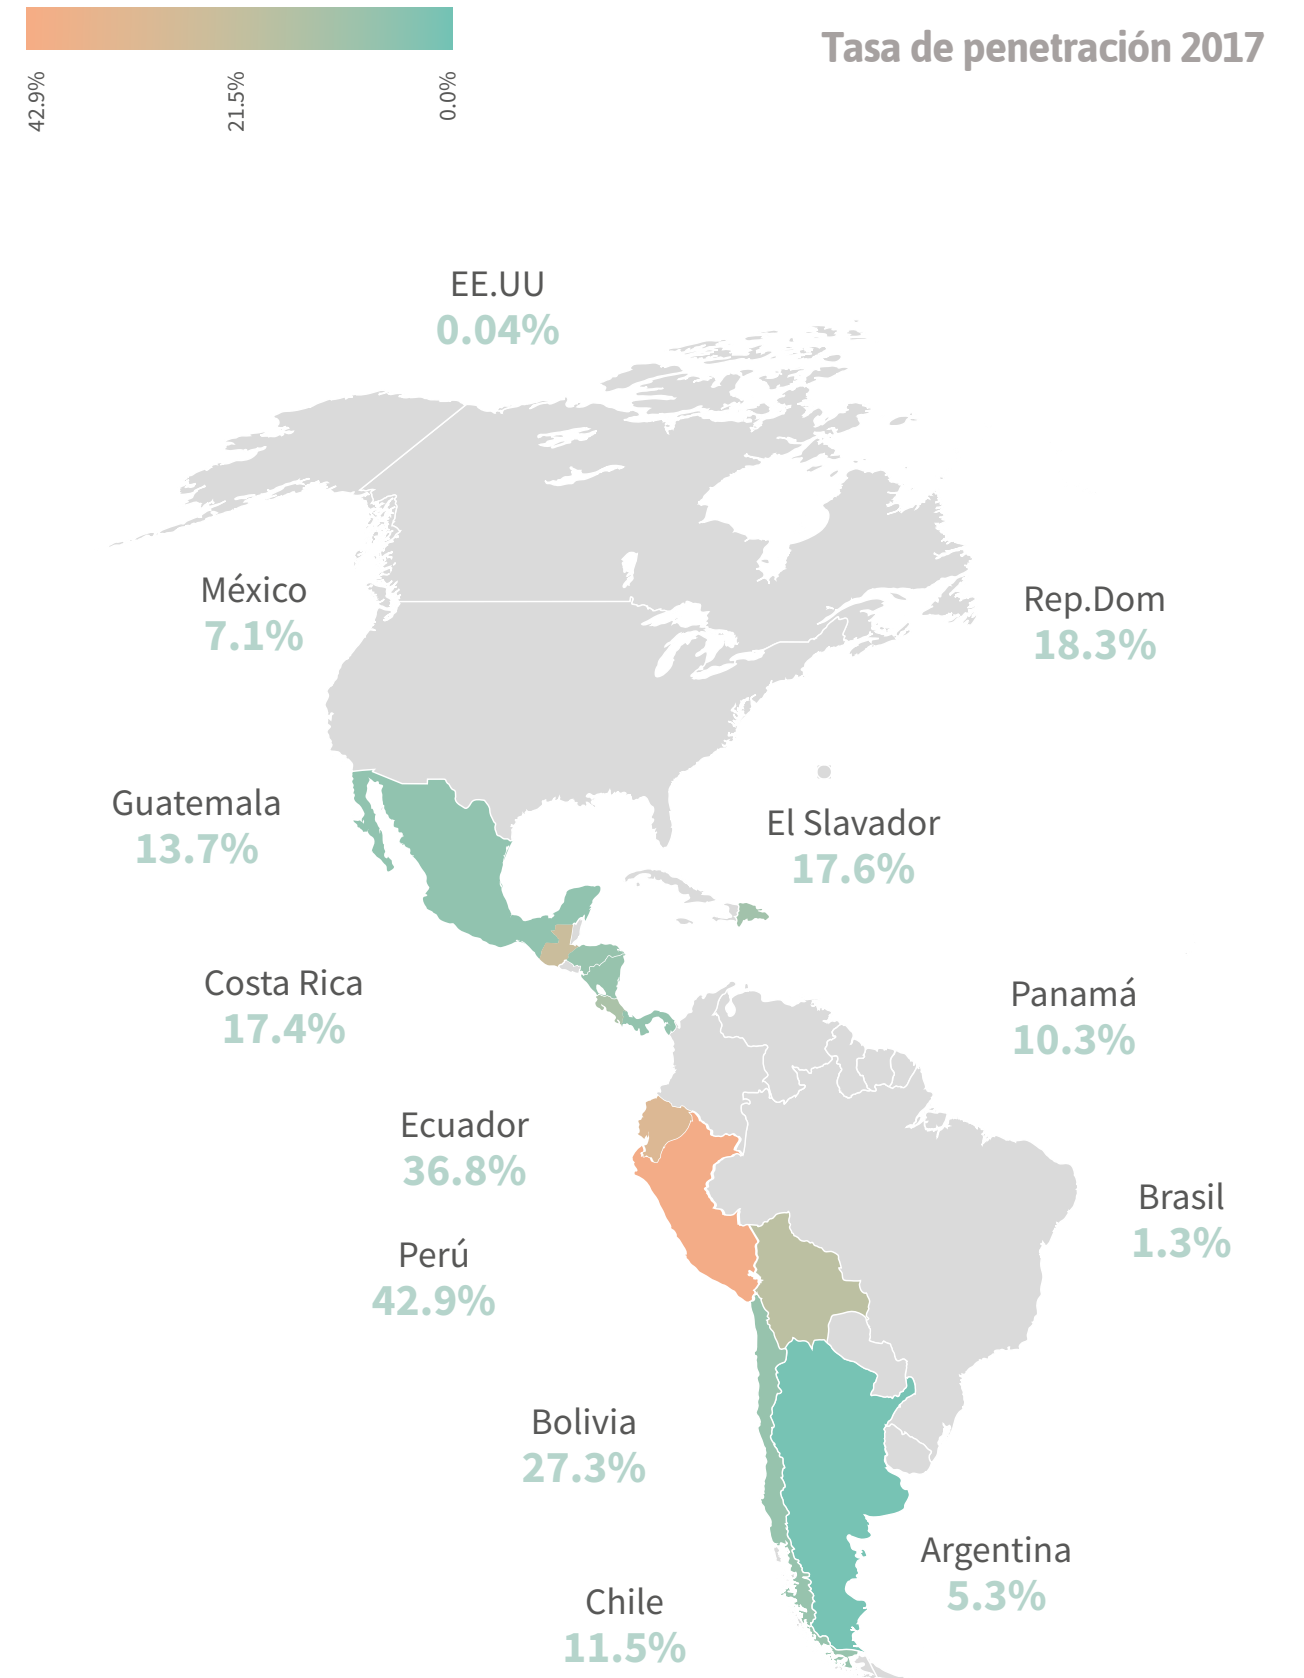 Tasa de penetración 2017
42.9%
21.5%
0.0%
EE.UU
0.04%
México
7.1%
Rep.Dom
18.3%
Guatemala
13.7%
El Slavador
17.6%
Costa Rica
17.4%
Panamá
10.3%
Ecuador
36.8%
Brasil
1.3%
Perú
42.9%
Bolivia
27.3%
Argentina
5.3%
Chile
11.5%